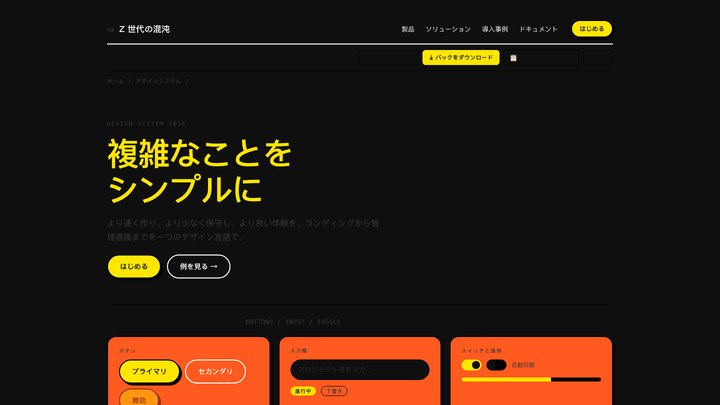 Z 世代の混沌
製品 ソリューション 導入事例 ドキュメント はじめる
パックをダウンロード
ホーム / デザインシステム /
DESIGN SYSTEM 2026
複雑なことを
シンプルに
より速く作り、より少なく保守し、より良い体験を。ランディングから管
理画面までを一つのデザイン言語で。
はじめる 例を見る →
BUTTONS / INPUT / TOGGLE
ボタン
プライマリ セカンダリ
無効
入力欄
プロジェクト名を入力...
進行中 下書き
スイッチと進捗
自動同期